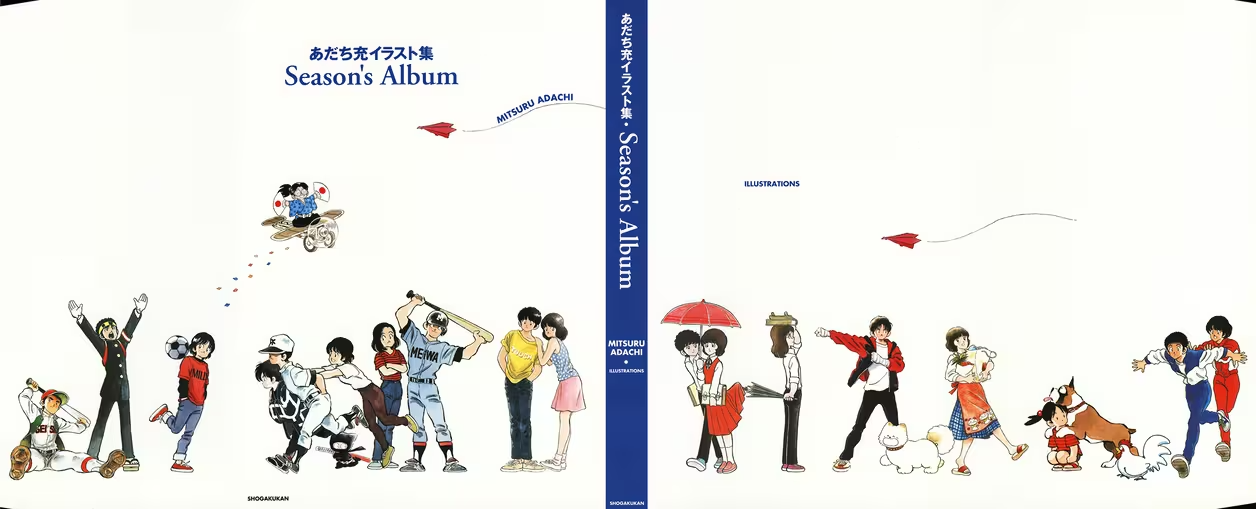 あだち充イラスト集
Season's Album
MITSURU ADACHI
MEIWA
SHOGAKUKAN
あだち充イラスト集・Season's Album
MITSURU
ADACHI
•
ILLUSTRATIONS
SHOGAKUKAN
ILLUSTRATIONS